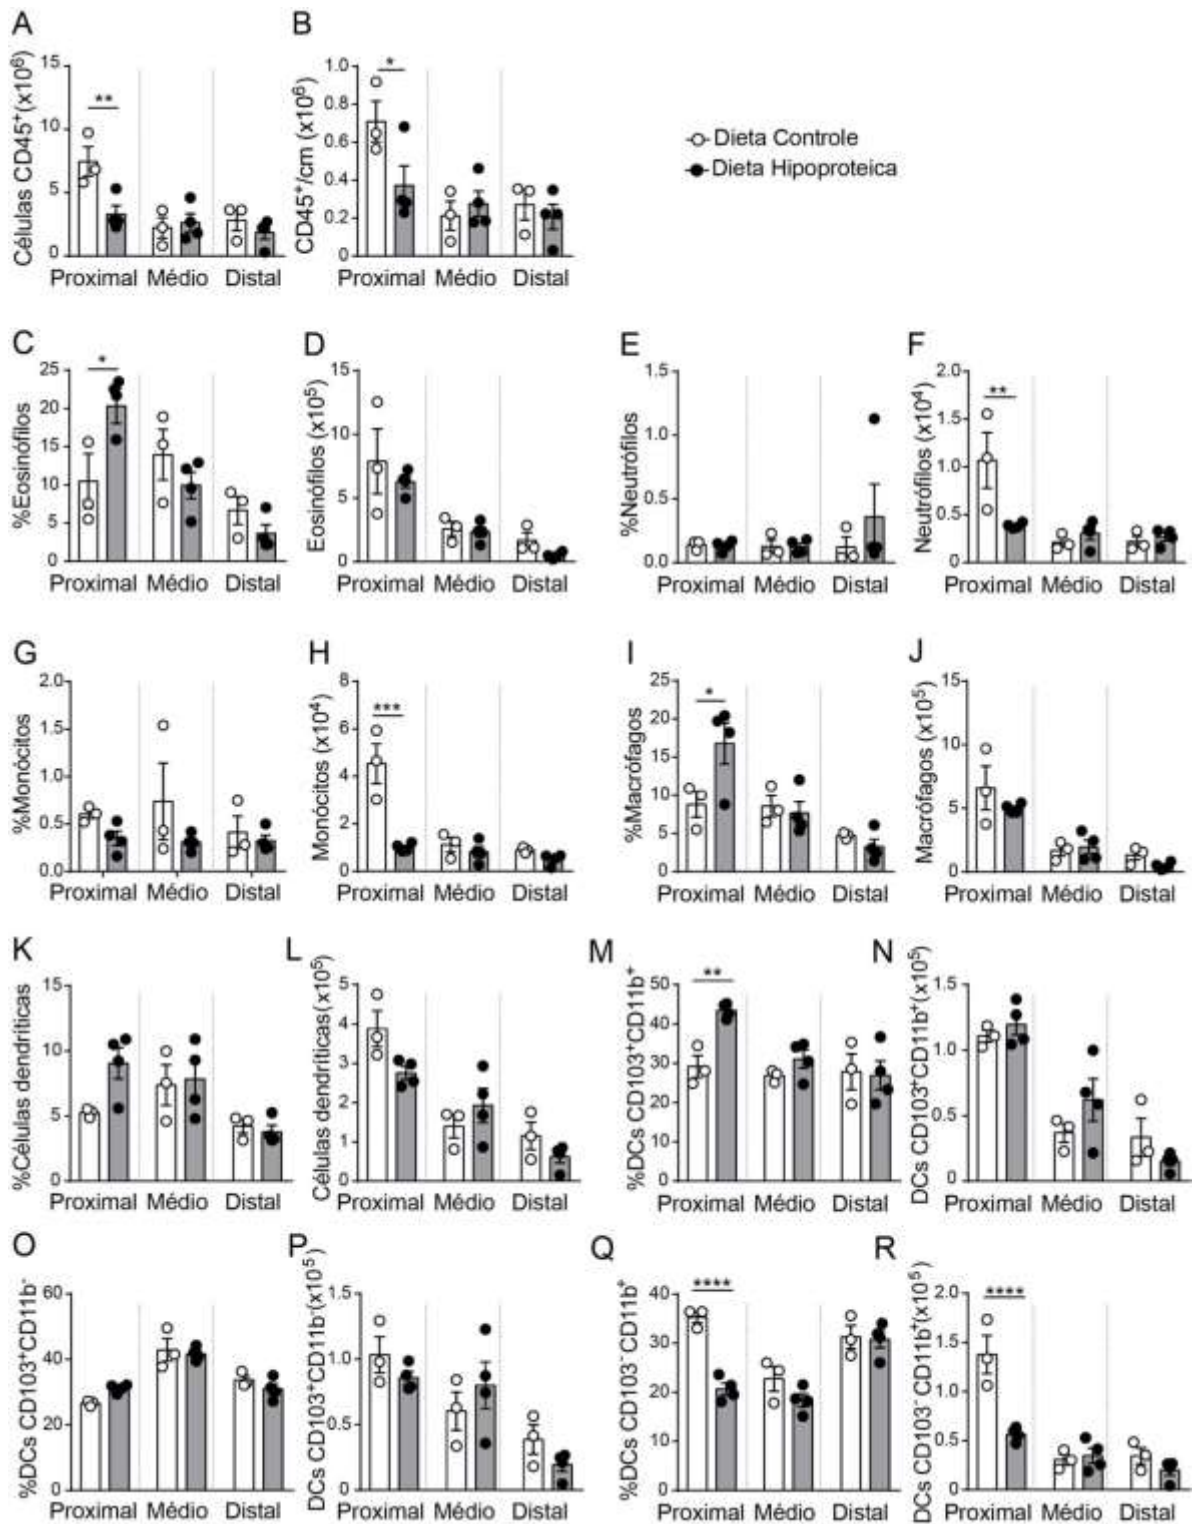 A
Células CD45⁺(x10⁶)
15
10
5
0
**
Proximal Médio Distal
B
CD45⁺/cm (x10⁶)
1.0
0.8
0.6
0.4
0.2
0
*
Proximal Médio Distal
Dieta Controle
Dieta Hipoproteica
C
%Eosinófilos
25
20
15
10
5
0
*
Proximal Médio Distal
D
Eosinófilos (x10⁵)
15
10
5
0
Proximal Médio Distal
E
%Neutrófilos
1.5
1.0
0.5
0.0
Proximal Médio Distal
F
Neutrófilos (x10⁴)
2.0
1.5
1.0
0.5
0
**
Proximal Médio Distal
G
%Monócitos
2.0
1.5
1.0
0.5
0.0
Proximal Médio Distal
H
Monócitos (x10⁴)
8
6
4
2
0
***
Proximal Médio Distal
I
%Macrófagos
25
20
15
10
5
0
*
Proximal Médio Distal
J
Macrófagos (x10⁵)
15
10
5
0
Proximal Médio Distal
K
%Células dendríticas
15
10
5
0
Proximal Médio Distal
L
Células dendríticas(x10⁵)
5
4
3
2
1
0
Proximal Médio Distal
M
%DCs CD103⁺CD11b⁺
50
40
30
20
10
0
**
Proximal Médio Distal
N
DCs CD103⁺CD11b⁺(x10⁵)
1.5
1.0
0.5
0
Proximal Médio Distal
O
%DCs CD103⁺CD11b⁻
60
40
20
0
Proximal Médio Distal
P
DCs CD103⁺CD11b⁻(x10⁵)
1.5
1.0
0.5
0
Proximal Médio Distal
Q
%DCs CD103⁻CD11b⁺
40
30
20
10
0
****
Proximal Médio Distal
R
DCs CD103⁻CD11b⁺(x10⁵)
2.0
1.5
1.0
0.5
0
****
Proximal Médio Distal